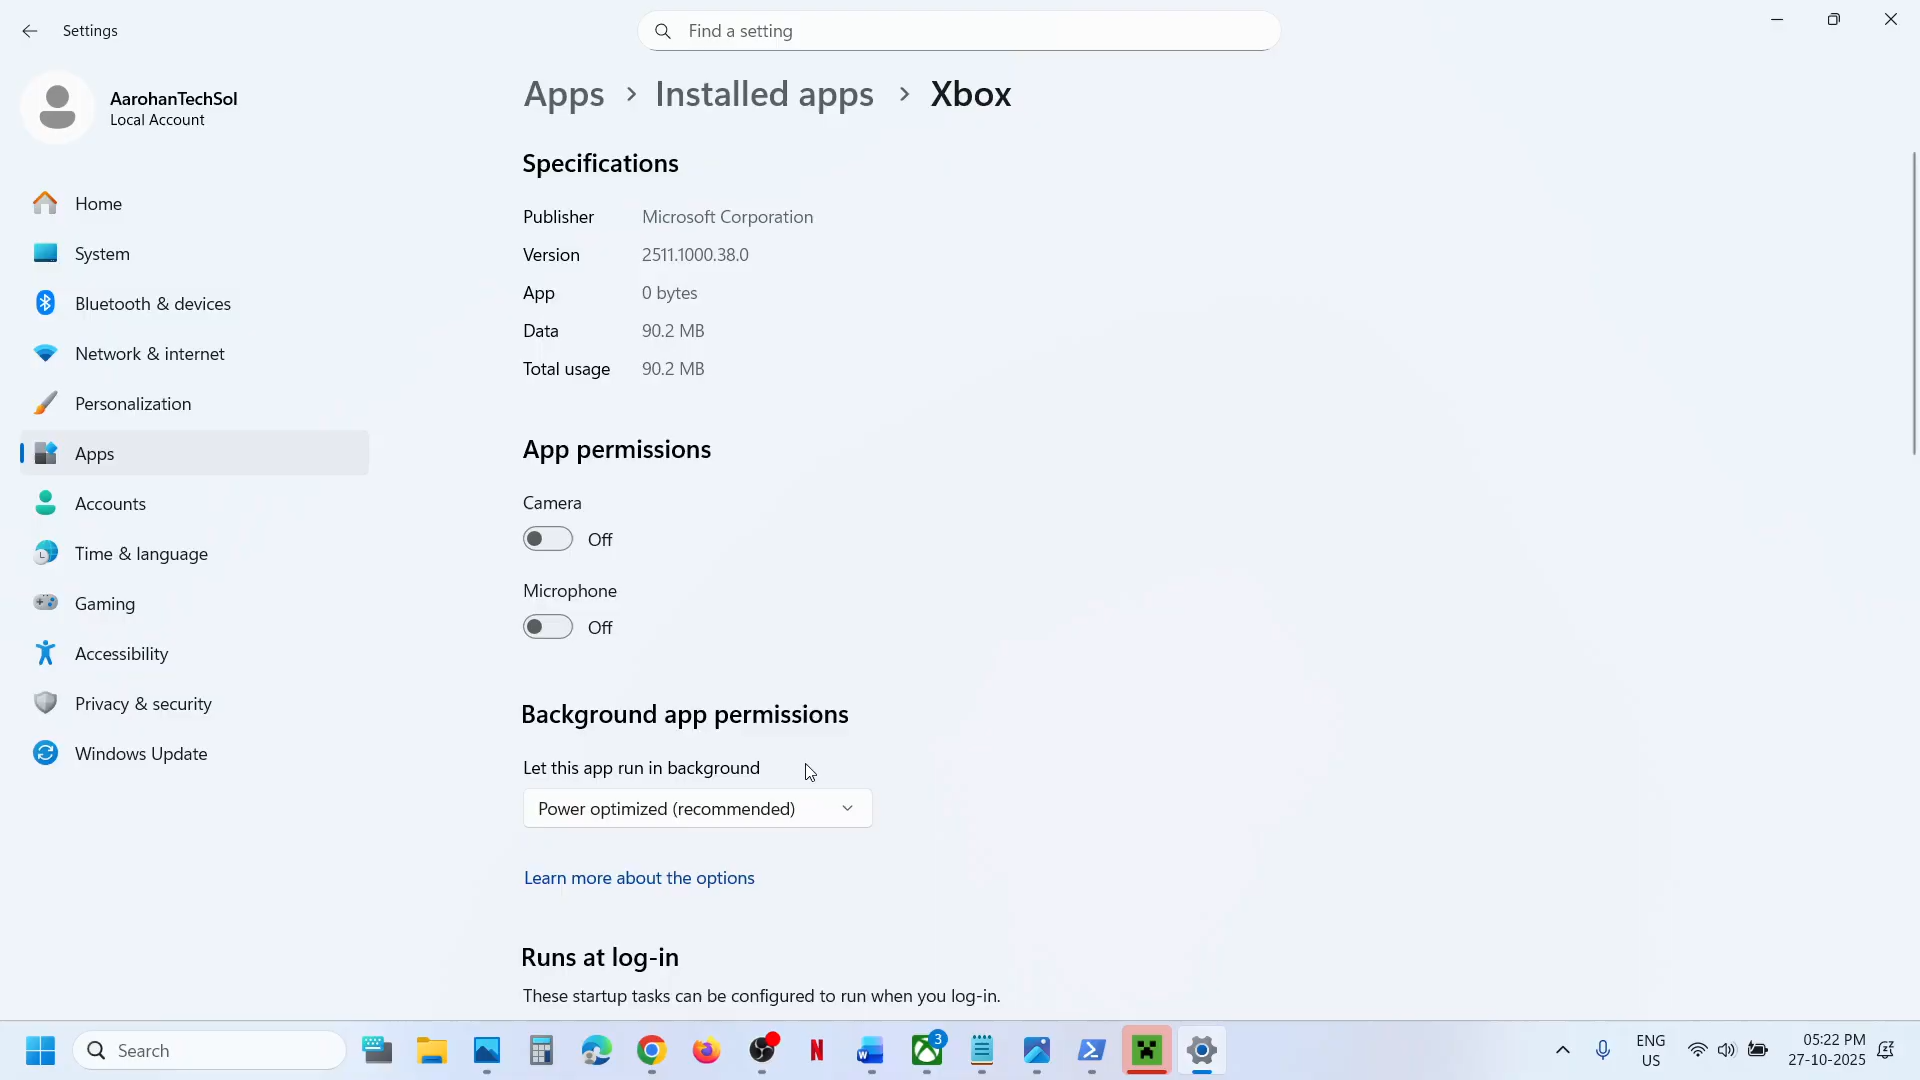 Settings
Find a setting
AarohanTechSol
Local Account
Home
System
Bluetooth & devices
Network & internet
Personalization
Apps
Accounts
Time & language
Gaming
Accessibility
Privacy & security
Windows Update
Apps > Installed apps > Xbox
Specifications
Publisher Microsoft Corporation
Version 2511.1000.38.0
App 0 bytes
Data 90.2 MB
Total usage 90.2 MB
App permissions
Camera
Off
Microphone
Off
Background app permissions
Let this app run in background
Power optimized (recommended)
Learn more about the options
Runs at log-in
These startup tasks can be configured to run when you log-in.
Search
N
W
3
ENG
US
05:22 PM
27-10-2025